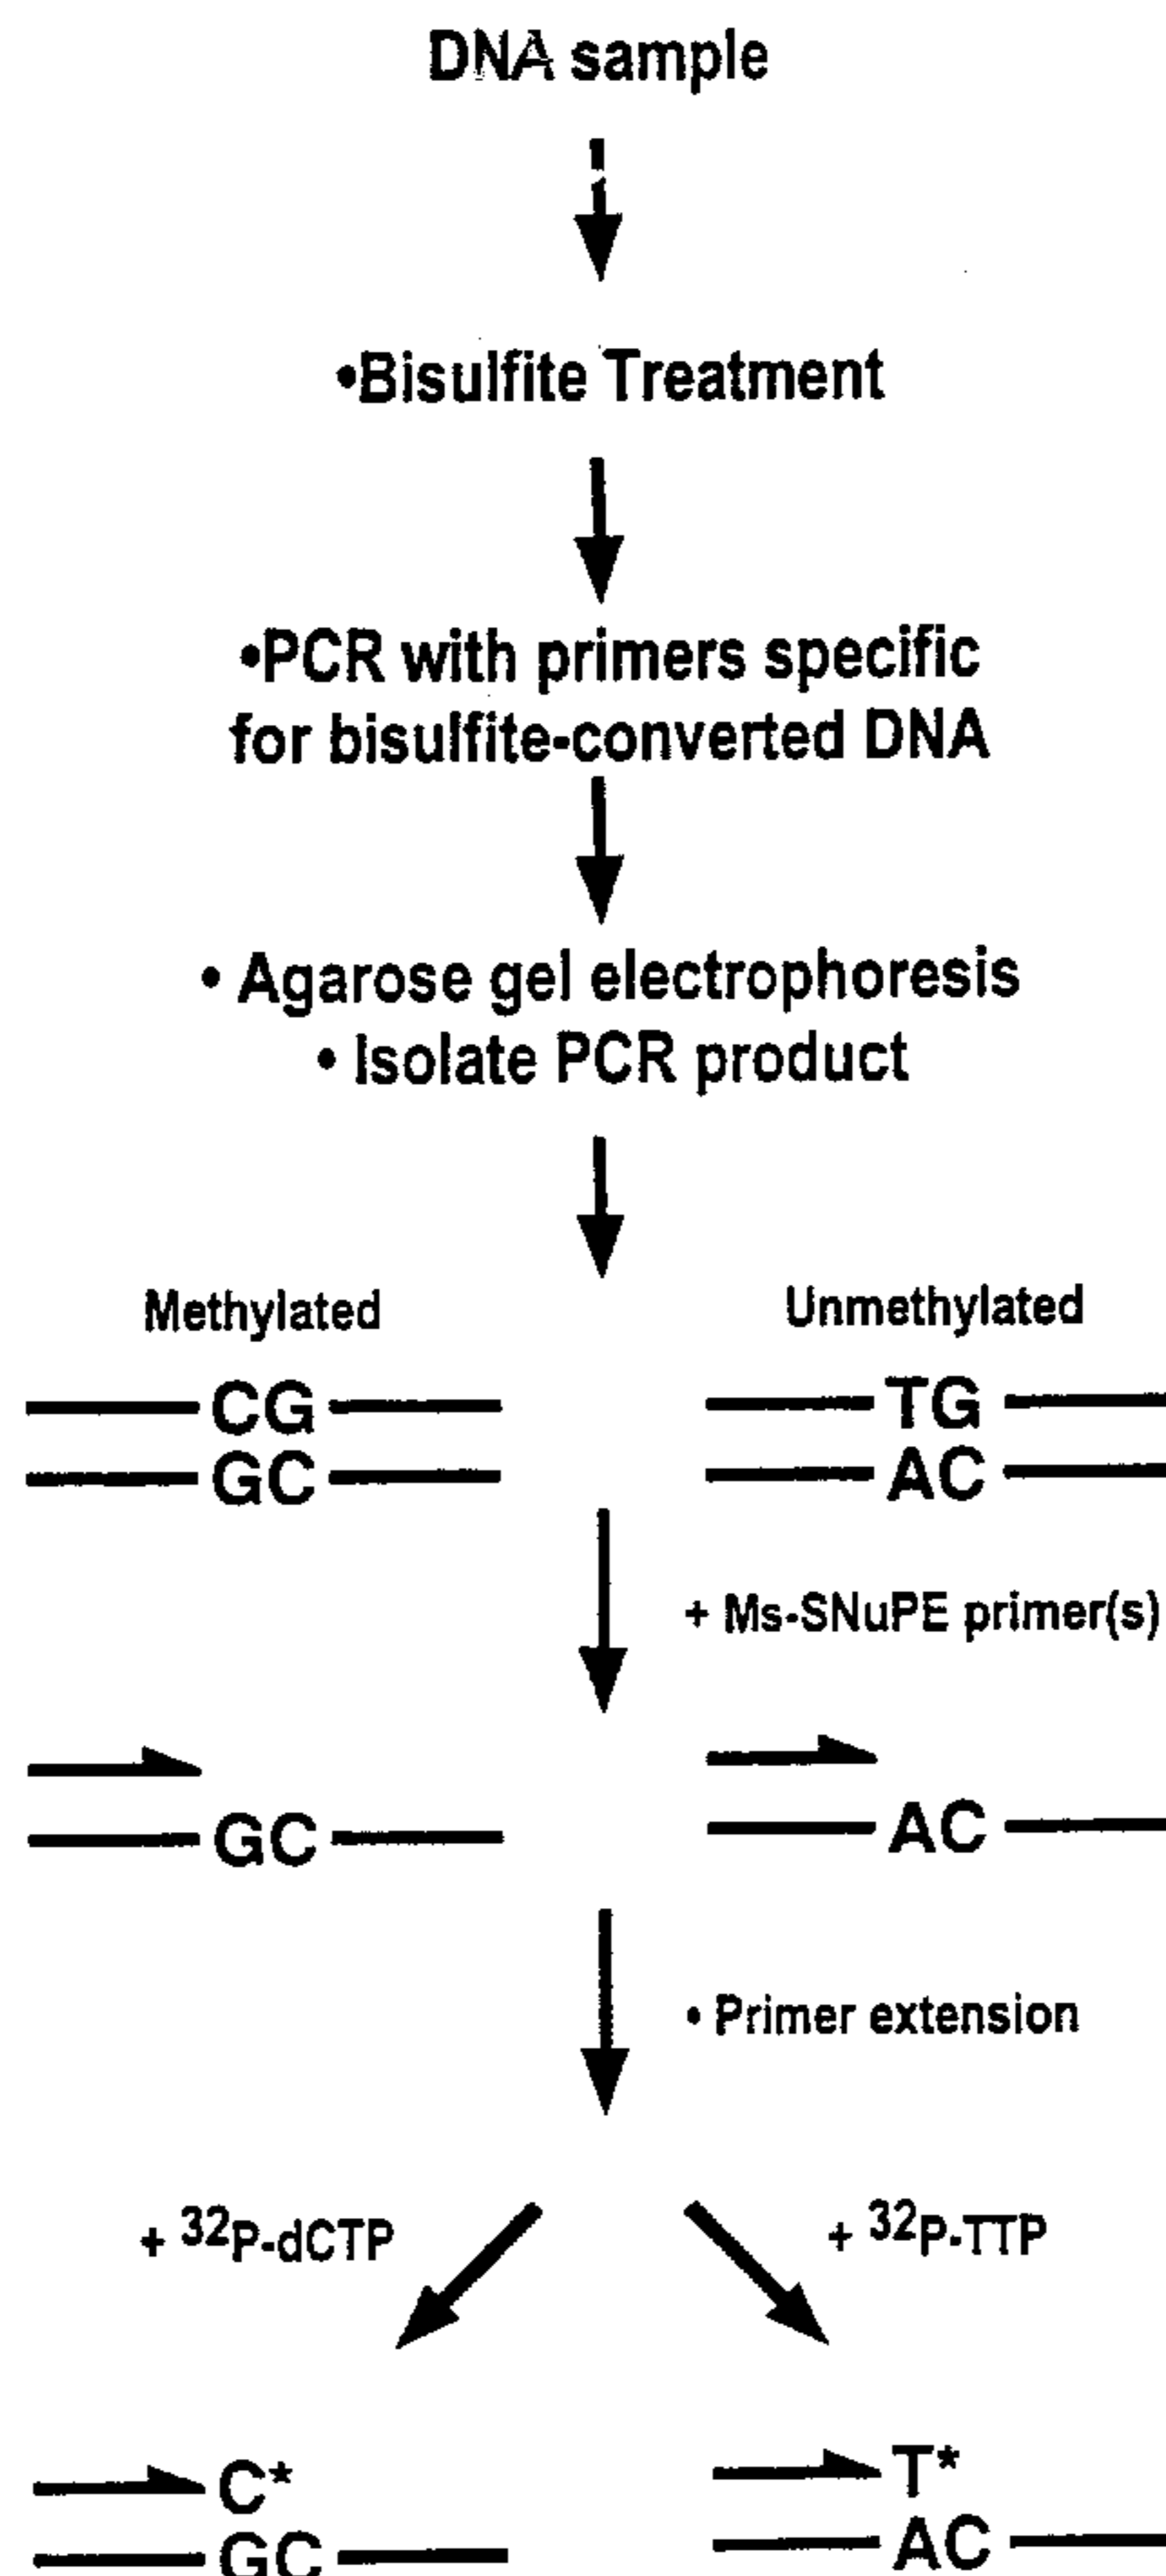 DNA sample
•Bisulfite Treatment
•PCR with primers specific
for bisulfite-converted DNA
• Agarose gel electrophoresis
• Isolate PCR product
Methylated Unmethylated
CG TG
GC AC
+ Ms-SNuPE primer(s)
GC AC
• Primer extension
+ ³²P-dCTP + ³²P-TTP
C* T*
GC AC